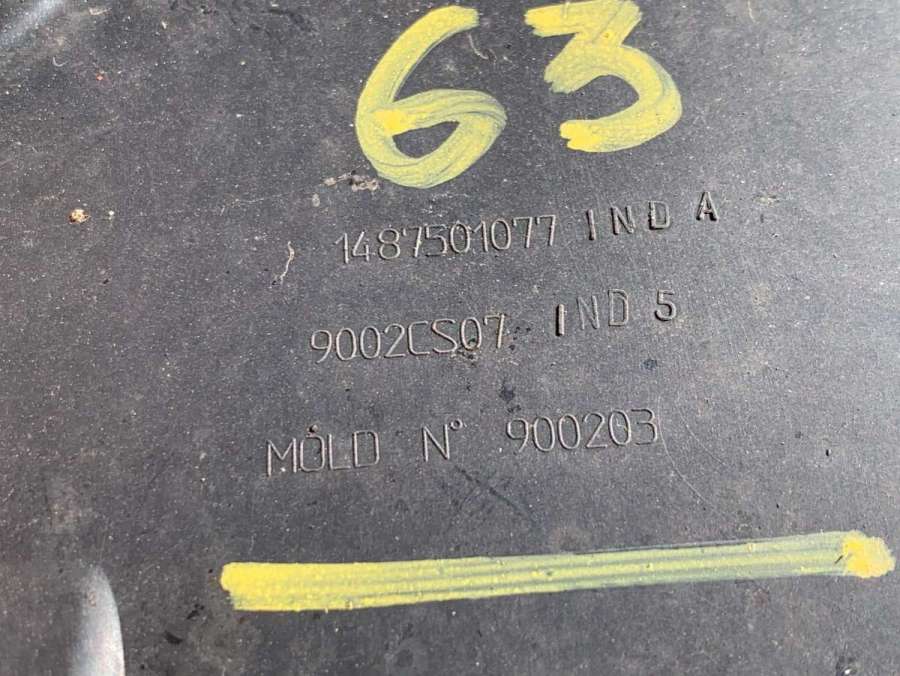 63
1487501077 IND A
9002CS07 IND 5
MOLD N° 900203